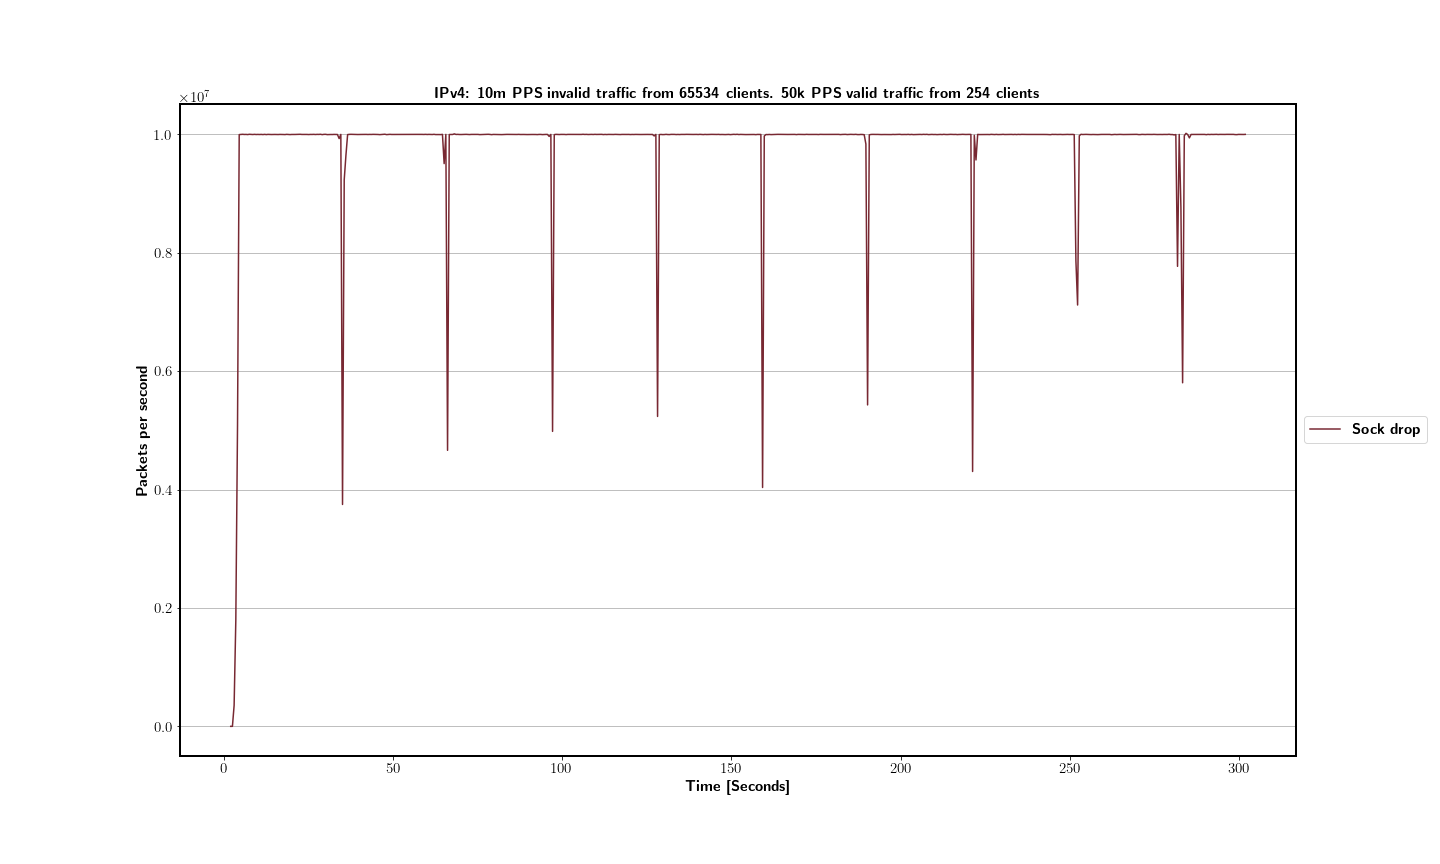 IPv4: 10m PPS invalid traffic from 65534 clients. 50k PPS valid traffic from 254 clients
×10⁷
1.0
0.8
0.6
0.4
0.2
0.0
Packets per second
0 50 100 150 200 250 300
Time [Seconds]
Sock drop